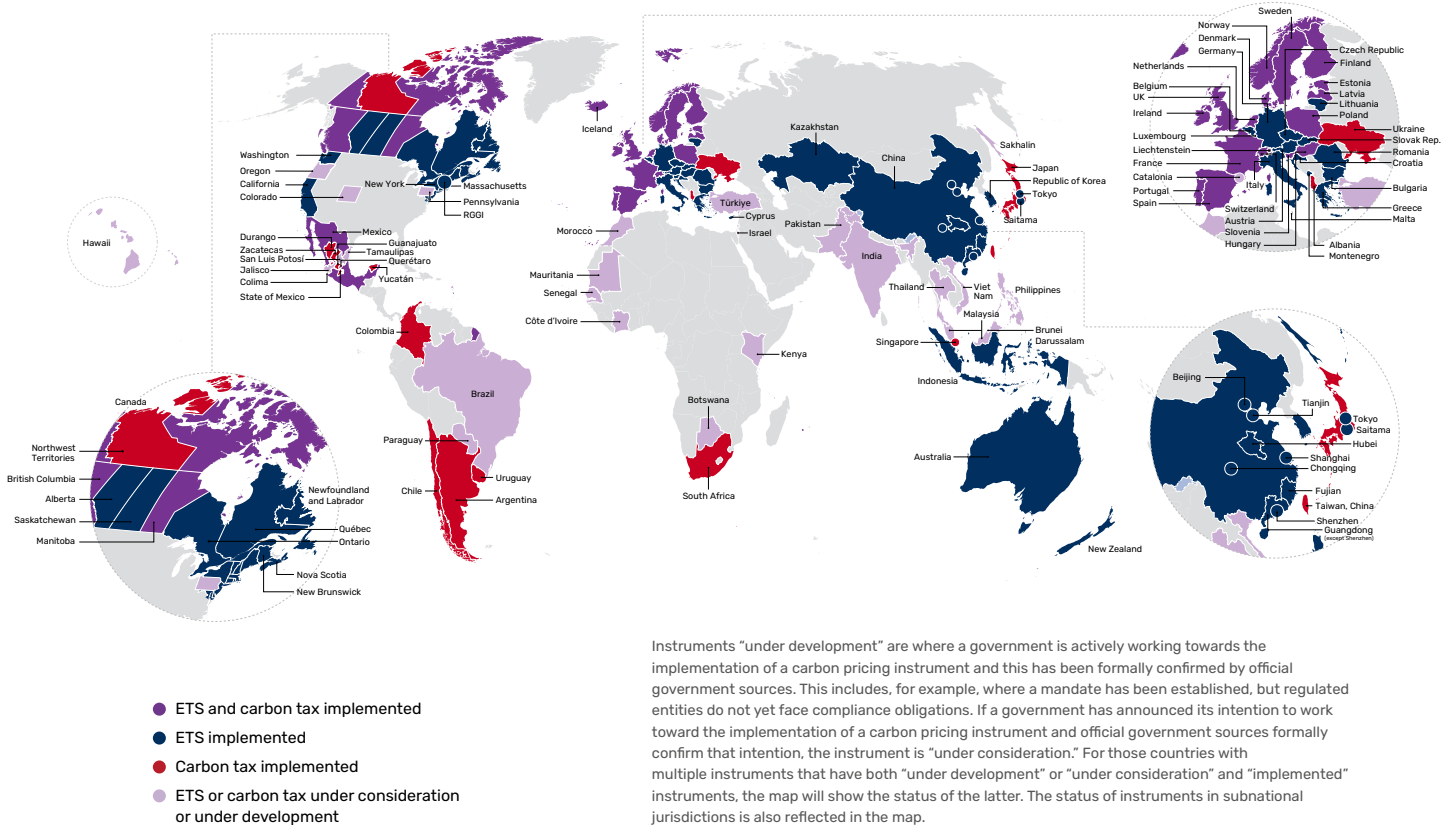 Washington
Oregon
California
Colorado
New York
Massachusetts
Pennsylvania
RGGI
Hawaii
Mexico
Durango
Guanajuato
Zacatecas
Tamaulipas
San Luis Potosí
Querétaro
Jalisco
Yucatán
Colima
State of Mexico
Colombia
Brazil
Paraguay
Uruguay
Chile
Argentina
Iceland
Kazakhstan
China
Sakhalin
Japan
Republic of Korea
Tokyo
Saitama
Türkiye
Cyprus
Israel
Pakistan
India
Morocco
Mauritania
Senegal
Côte d'Ivoire
Kenya
Botswana
South Africa
Thailand
Viet
Nam
Philippines
Malaysia
Brunei
Darussalam
Singapore
Indonesia
Australia
New Zealand
Sweden
Norway
Denmark
Germany
Netherlands
Belgium
UK
Ireland
Luxembourg
Liechtenstein
France
Catalonia
Portugal
Spain
Italy
Switzerland
Austria
Slovenia
Hungary
Czech Republic
Finland
Estonia
Latvia
Lithuania
Poland
Ukraine
Slovak Rep.
Romania
Croatia
Bulgaria
Greece
Malta
Albania
Montenegro
Canada
Northwest
Territories
British Columbia
Alberta
Saskatchewan
Manitoba
Newfoundland
and Labrador
Québec
Ontario
Nova Scotia
New Brunswick
Beijing
Tianjin
Tokyo
Saitama
Hubei
Shanghai
Chongqing
Fujian
Taiwan, China
Shenzhen
Guangdong
(except Shenzhen)
ETS and carbon tax implemented
ETS implemented
Carbon tax implemented
ETS or carbon tax under consideration
or under development
Instruments “under development” are where a government is actively working towards the
implementation of a carbon pricing instrument and this has been formally confirmed by official
government sources. This includes, for example, where a mandate has been established, but regulated
entities do not yet face compliance obligations. If a government has announced its intention to work
toward the implementation of a carbon pricing instrument and official government sources formally
confirm that intention, the instrument is “under consideration.” For those countries with
multiple instruments that have both “under development” or “under consideration” and “implemented”
instruments, the map will show the status of the latter. The status of instruments in subnational
jurisdictions is also reflected in the map.